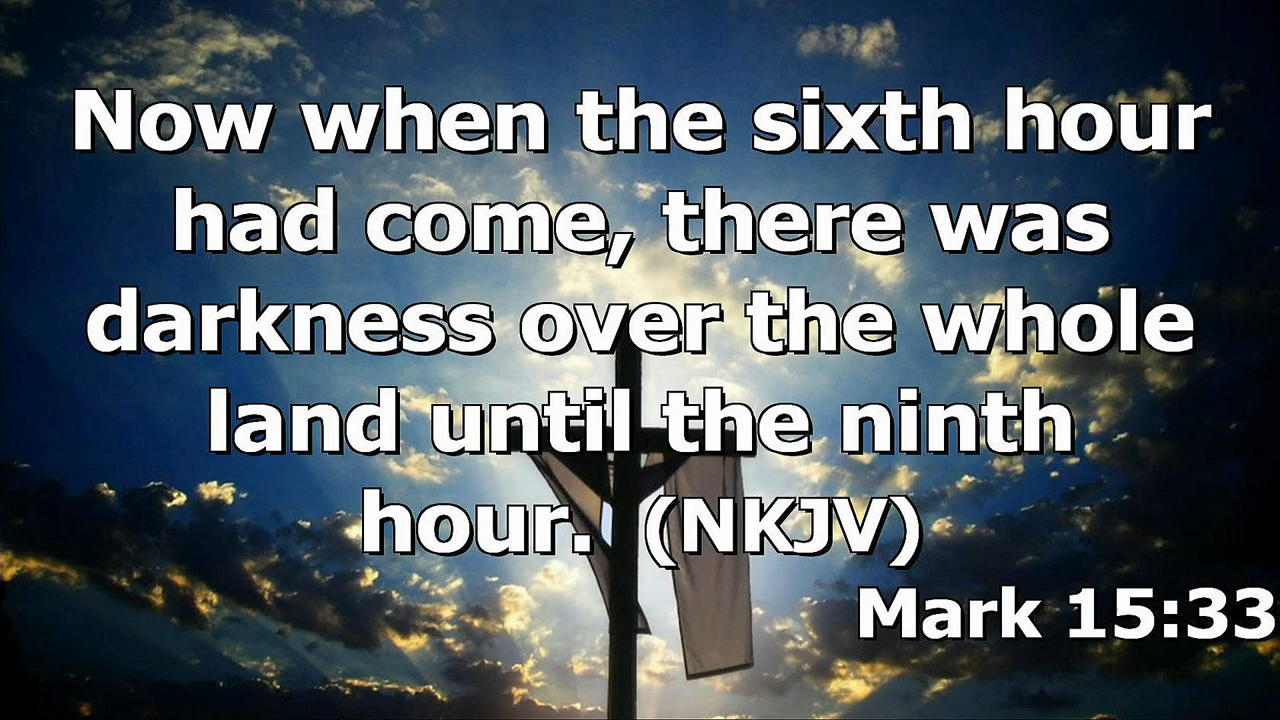 Now when the sixth hour
had come, there was
darkness over the whole
land until the ninth
hour. (NKJV)
Mark 15:33